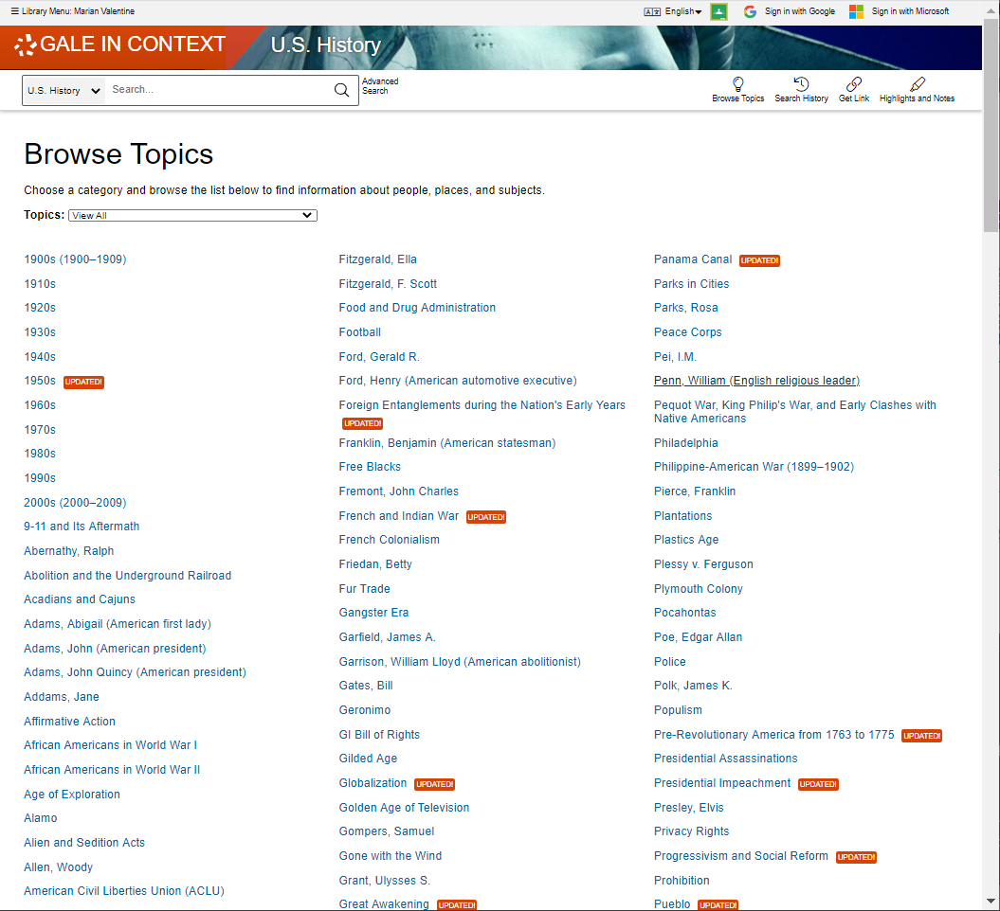 Library Menu: Marian Valentine
English
Sign in with Google
Sign in with Microsoft
GALE IN CONTEXT
U.S. History
U.S. History
Search...
Advanced
Search
Browse Topics
Search History
Get Link
Highlights and Notes
Browse Topics
Choose a category and browse the list below to find information about people, places, and subjects.
Topics: View All
1900s (1900–1909)
1910s
1920s
1930s
1940s
1950s UPDATED!
1960s
1970s
1980s
1990s
2000s (2000–2009)
9-11 and Its Aftermath
Abernathy, Ralph
Abolition and the Underground Railroad
Acadians and Cajuns
Adams, Abigail (American first lady)
Adams, John (American president)
Adams, John Quincy (American president)
Addams, Jane
Affirmative Action
African Americans in World War I
African Americans in World War II
Age of Exploration
Alamo
Alien and Sedition Acts
Allen, Woody
American Civil Liberties Union (ACLU)
Fitzgerald, Ella
Fitzgerald, F. Scott
Food and Drug Administration
Football
Ford, Gerald R.
Ford, Henry (American automotive executive)
Foreign Entanglements during the Nation's Early Years
UPDATED!
Franklin, Benjamin (American statesman)
Free Blacks
Fremont, John Charles
French and Indian War UPDATED!
French Colonialism
Friedan, Betty
Fur Trade
Gangster Era
Garfield, James A.
Garrison, William Lloyd (American abolitionist)
Gates, Bill
Geronimo
GI Bill of Rights
Gilded Age
Globalization UPDATED!
Golden Age of Television
Gompers, Samuel
Gone with the Wind
Grant, Ulysses S.
Great Awakening UPDATED!
Panama Canal UPDATED!
Parks in Cities
Parks, Rosa
Peace Corps
Pei, I.M.
Penn, William (English religious leader)
Pequot War, King Philip's War, and Early Clashes with
Native Americans
Philadelphia
Philippine-American War (1899–1902)
Pierce, Franklin
Plantations
Plastics Age
Plessy v. Ferguson
Plymouth Colony
Pocahontas
Poe, Edgar Allan
Police
Polk, James K.
Populism
Pre-Revolutionary America from 1763 to 1775 UPDATED!
Presidential Assassinations
Presidential Impeachment UPDATED!
Presley, Elvis
Privacy Rights
Progressivism and Social Reform UPDATED!
Prohibition
Pueblo UPDATED!